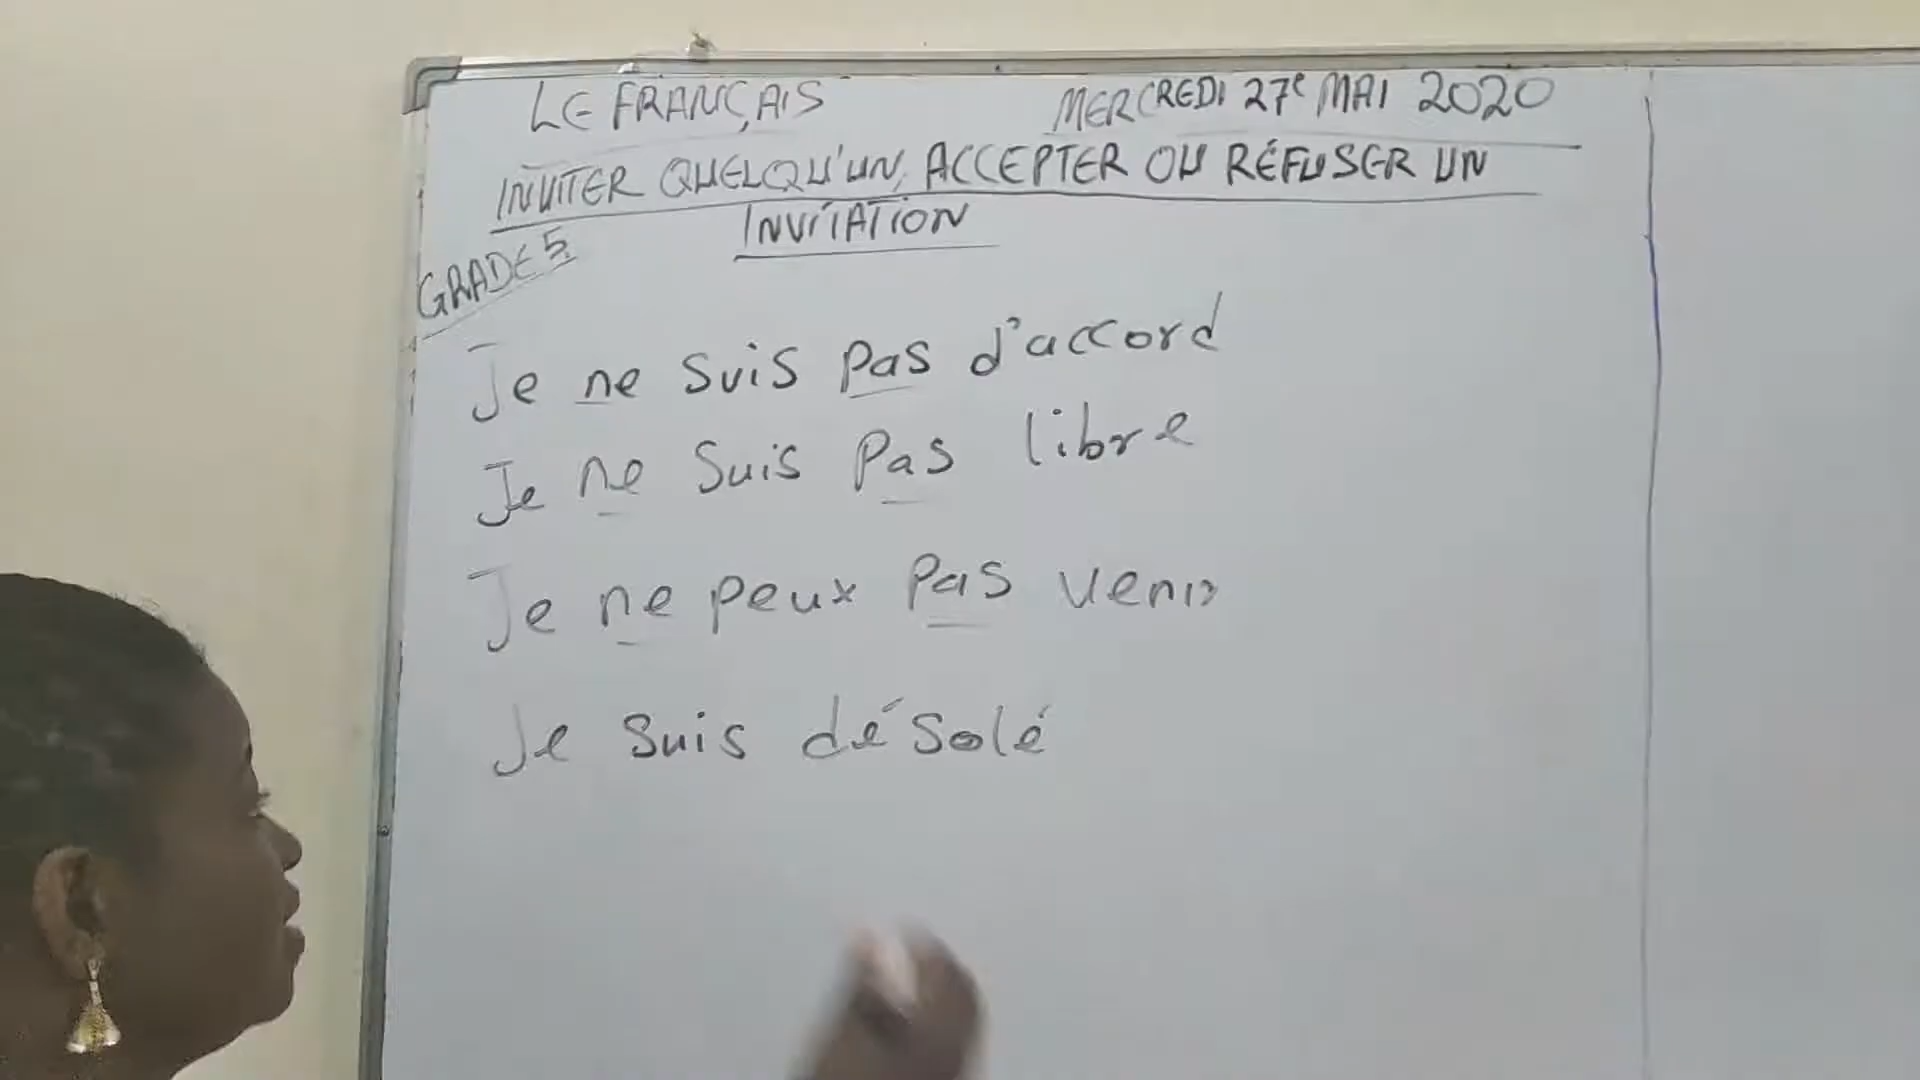 LE FRANÇAIS MERCREDI 27e MAI 2020
INVITER QUELQU'UN, ACCEPTER OU RÉFUSER UN
INVITATION
GRADE 5
Je ne suis pas d'accord
Je ne suis pas libre
Je ne peux pas venir
Je suis désolé